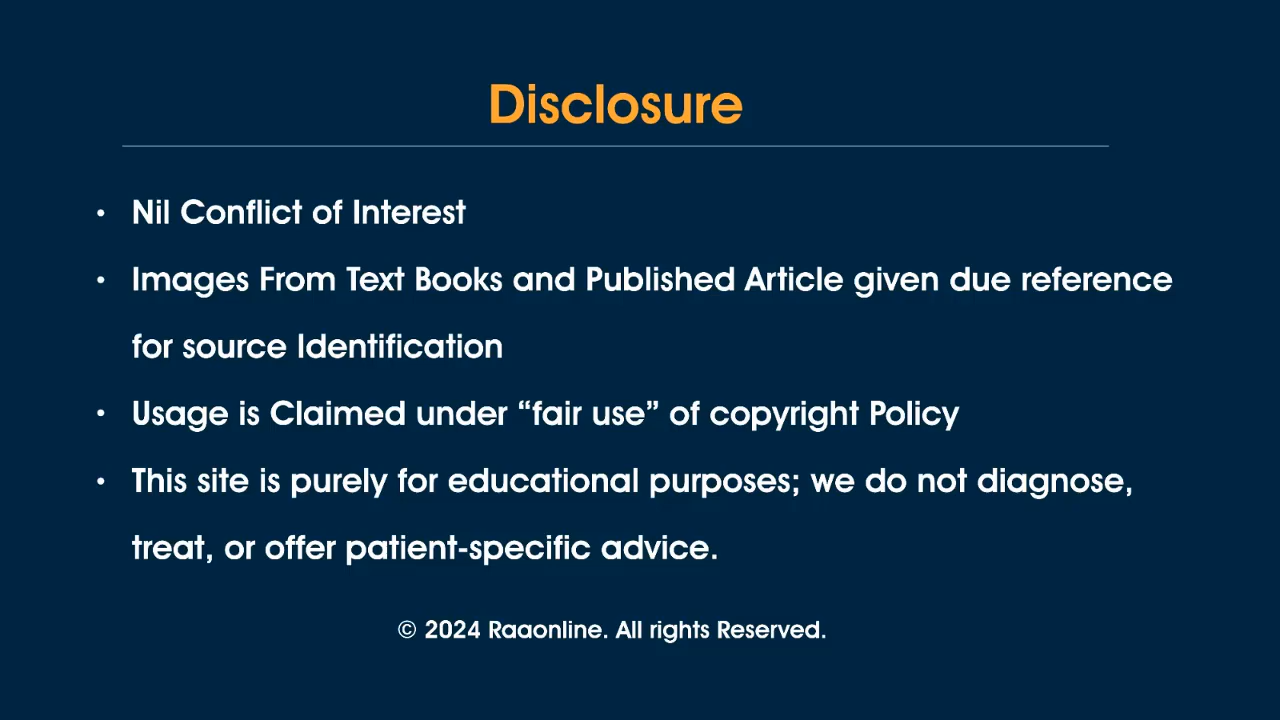 Disclosure
• Nil Conflict of Interest
• Images From Text Books and Published Article given due reference
for source Identification
• Usage is Claimed under “fair use” of copyright Policy
• This site is purely for educational purposes; we do not diagnose,
treat, or offer patient-specific advice.
© 2024 Raaonline. All rights Reserved.